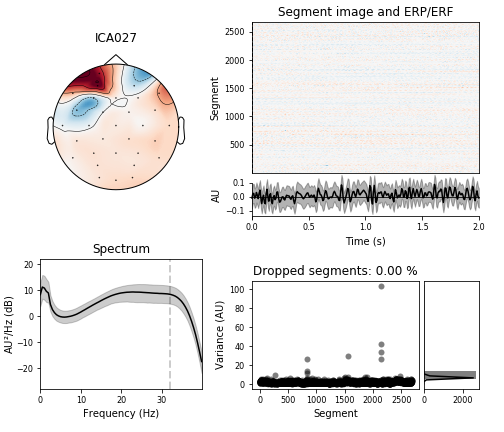 ICA027
Segment image and ERP/ERF
Segment
2500
2000
1500
1000
500
AU
0.1
0.0
−0.1
0.0 0.5 1.0 1.5 2.0
Time (s)
Spectrum
AU²/Hz (dB)
20
10
0
−10
−20
0 10 20 30
Frequency (Hz)
Dropped segments: 0.00 %
Variance (AU)
100
80
60
40
20
0
0 500 1000 1500 2000 2500
Segment
0 2000